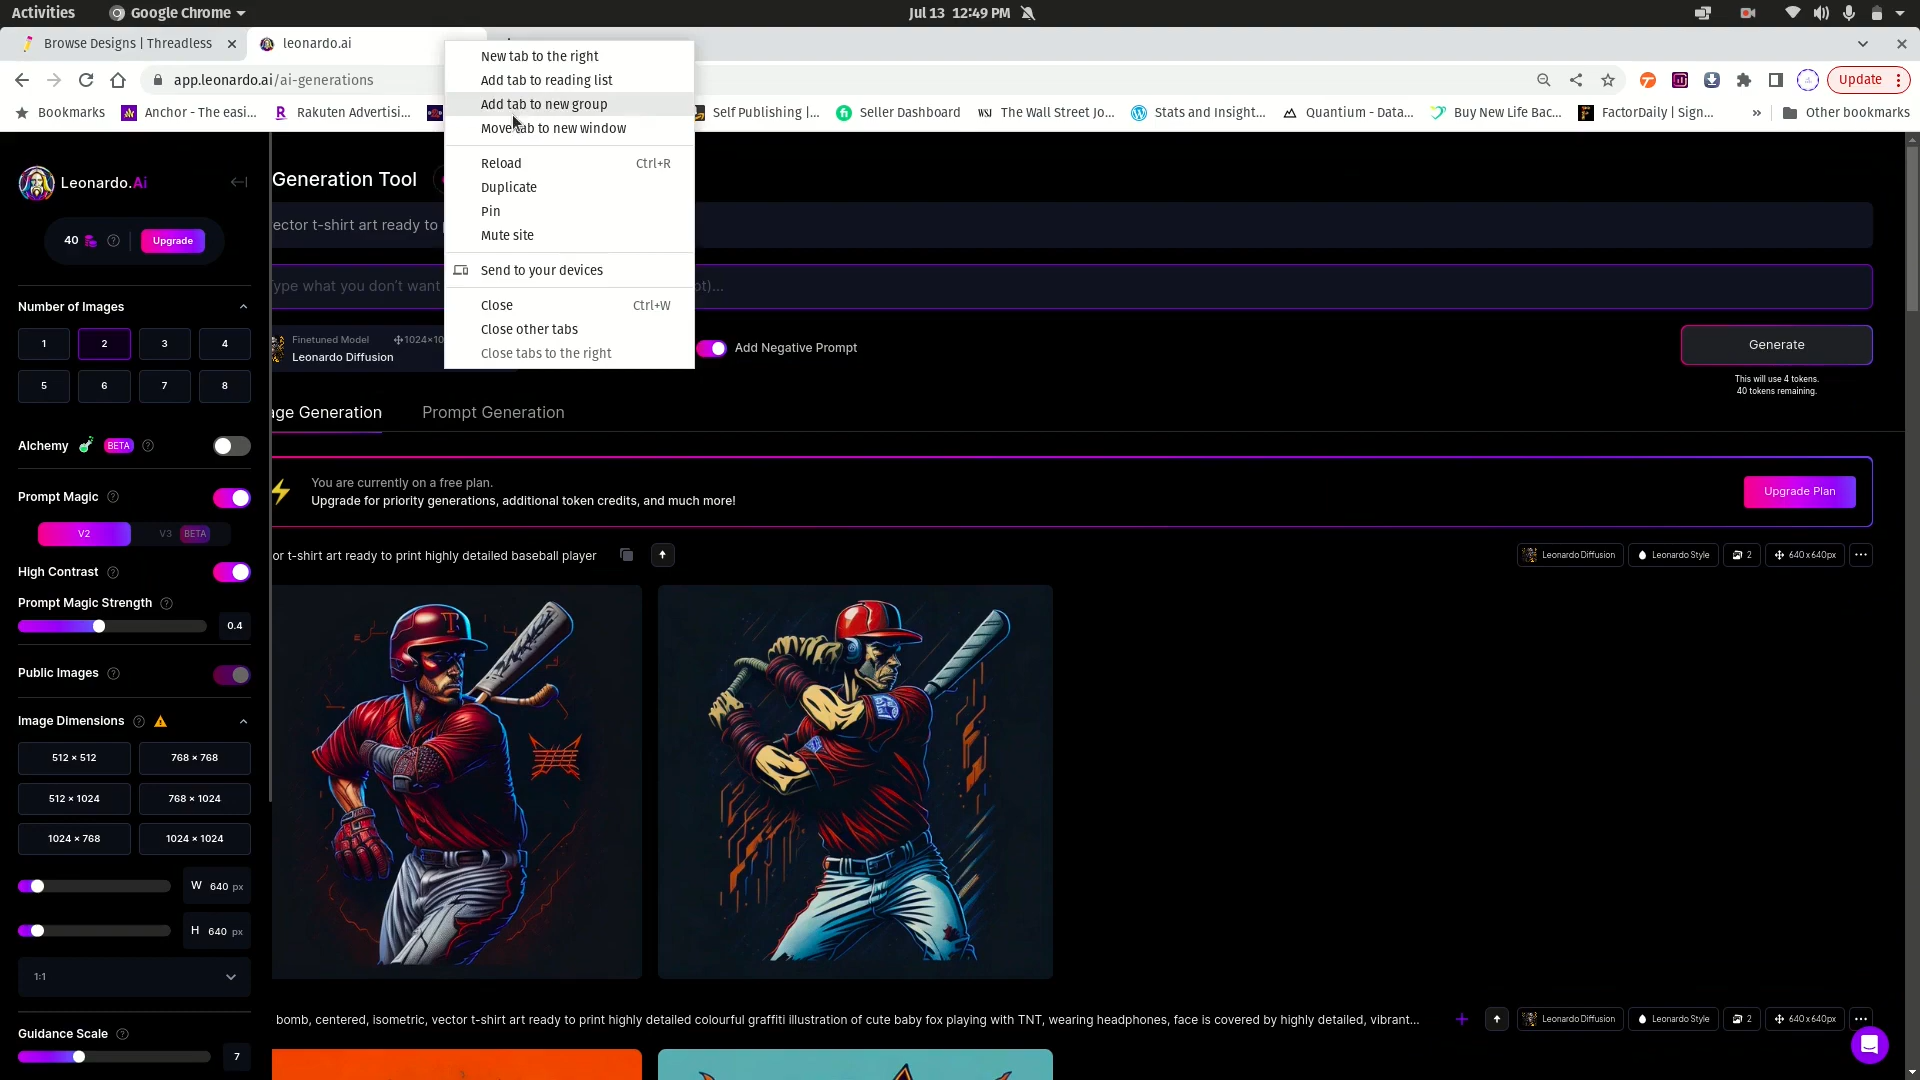 Activities
Google Chrome
Jul 13 12:49 PM
Browse Designs | Threadless
leonardo.ai
app.leonardo.ai/ai-generations
Update
Bookmarks
Anchor - The easi...
Rakuten Advertisi...
Self Publishing |...
Seller Dashboard
The Wall Street Jo...
Stats and Insight...
Quantium - Data...
Buy New Life Bac...
FactorDaily | Sign...
»
Other bookmarks
New tab to the right
Add tab to reading list
Add tab to new group
Move tab to new window
Reload Ctrl+R
Duplicate
Pin
Mute site
Send to your devices
Close Ctrl+W
Close other tabs
Close tabs to the right
Leonardo.Ai
40
Upgrade
Number of Images
1 2 3 4
5 6 7 8
Alchemy BETA
Prompt Magic
V2 V3 BETA
High Contrast
Prompt Magic Strength
0.4
Public Images
Image Dimensions
512 × 512 768 × 768
512 × 1024 768 × 1024
1024 × 768 1024 × 1024
W 640 px
H 640 px
1:1
Guidance Scale
7
Generation Tool
ector t-shirt art ready to
ype what you don't want
ot)...
Finetuned Model 1024×10
Leonardo Diffusion
Add Negative Prompt
Generate
This will use 4 tokens.
40 tokens remaining.
age Generation
Prompt Generation
You are currently on a free plan.
Upgrade for priority generations, additional token credits, and much more!
Upgrade Plan
or t-shirt art ready to print highly detailed baseball player
Leonardo Diffusion
Leonardo Style
2
640 x 640px
T
bomb, centered, isometric, vector t-shirt art ready to print highly detailed colourful graffiti illustration of cute baby fox playing with TNT, wearing headphones, face is covered by highly detailed, vibrant...
Leonardo Diffusion
Leonardo Style
2
640 x 640px